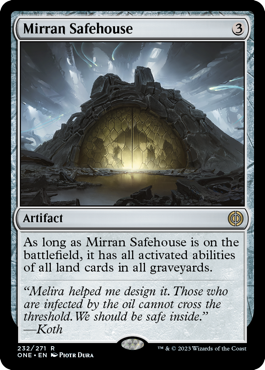 Mirran Safehouse 3
Artifact
As long as Mirran Safehouse is on the
battlefield, it has all activated abilities
of all land cards in all graveyards.
“Melira helped me design it. Those who
are infected by the oil cannot cross the
threshold. We should be safe inside.”
—Koth
232/271 R
ONE • EN Piotr Dura
™ & © 2023 Wizards of the Coast